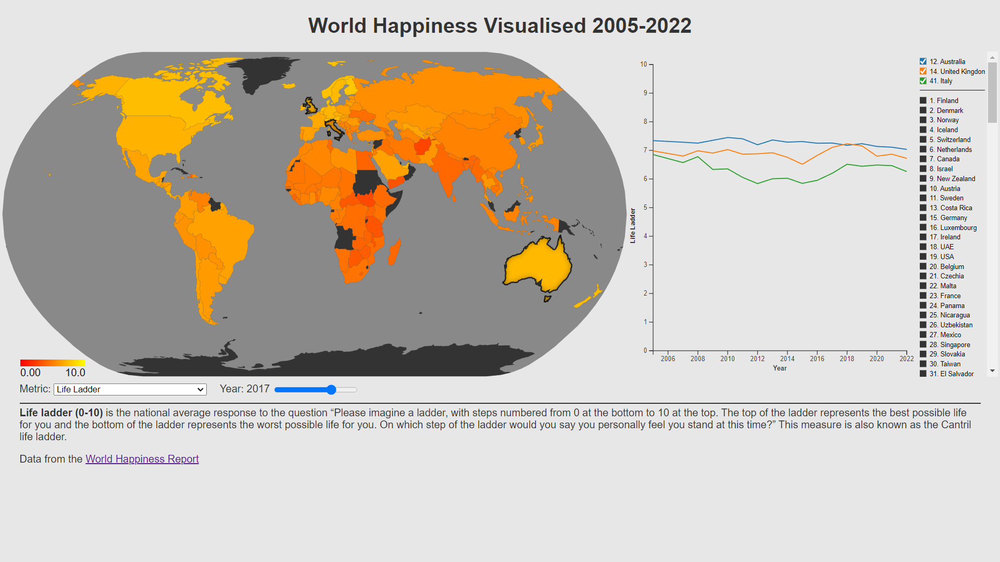 World Happiness Visualised 2005-2022
10
9
8
7
6
5
4
3
2
1
0
Life Ladder
2006 2008 2010 2012 2014 2016 2018 2020 2022
Year
12. Australia
14. United Kingdon
41. Italy
1. Finland
2. Denmark
3. Norway
4. Iceland
5. Switzerland
6. Netherlands
7. Canada
8. Israel
9. New Zealand
10. Austria
11. Sweden
13. Costa Rica
15. Germany
16. Luxembourg
17. Ireland
18. UAE
19. USA
20. Belgium
21. Czechia
22. Malta
23. France
24. Panama
25. Nicaragua
26. Uzbekistan
27. Mexico
28. Singapore
29. Slovakia
30. Taiwan
31. El Salvador
0.00 10.0
Metric: Life Ladder Year: 2017
Life ladder (0-10) is the national average response to the question “Please imagine a ladder, with steps numbered from 0 at the bottom to 10 at the top. The top of the ladder represents the best possible life
for you and the bottom of the ladder represents the worst possible life for you. On which step of the ladder would you say you personally feel you stand at this time?” This measure is also known as the Cantril
life ladder.
Data from the World Happiness Report